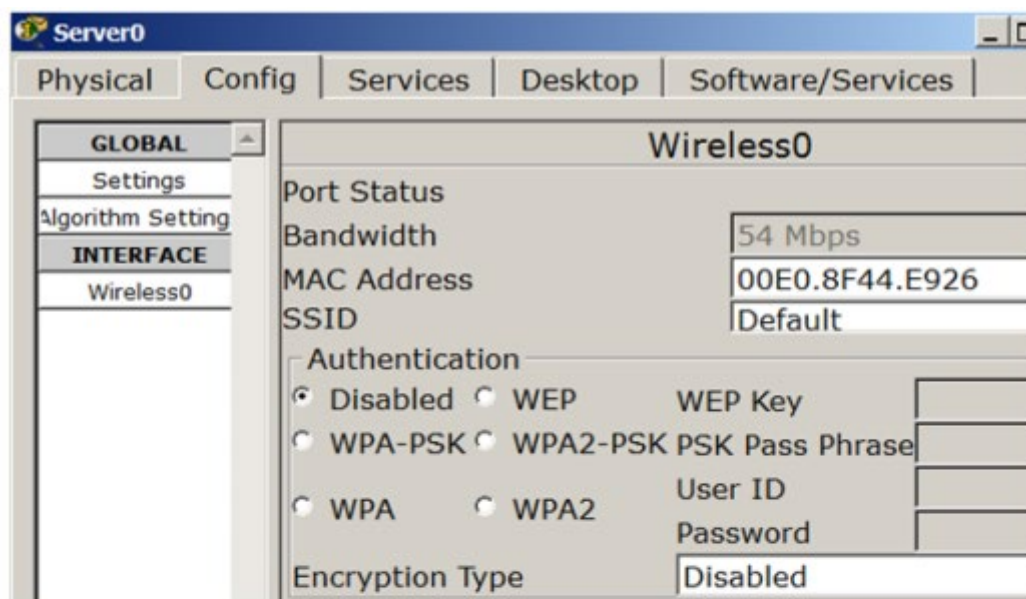 Server0
Physical Config Services Desktop Software/Services
GLOBAL
Settings
Algorithm Setting
INTERFACE
Wireless0
Wireless0
Port Status
Bandwidth 54 Mbps
MAC Address 00E0.8F44.E926
SSID Default
Authentication
Disabled WEP WEP Key
WPA-PSK WPA2-PSK PSK Pass Phrase
User ID
WPA WPA2
Password
Encryption Type Disabled